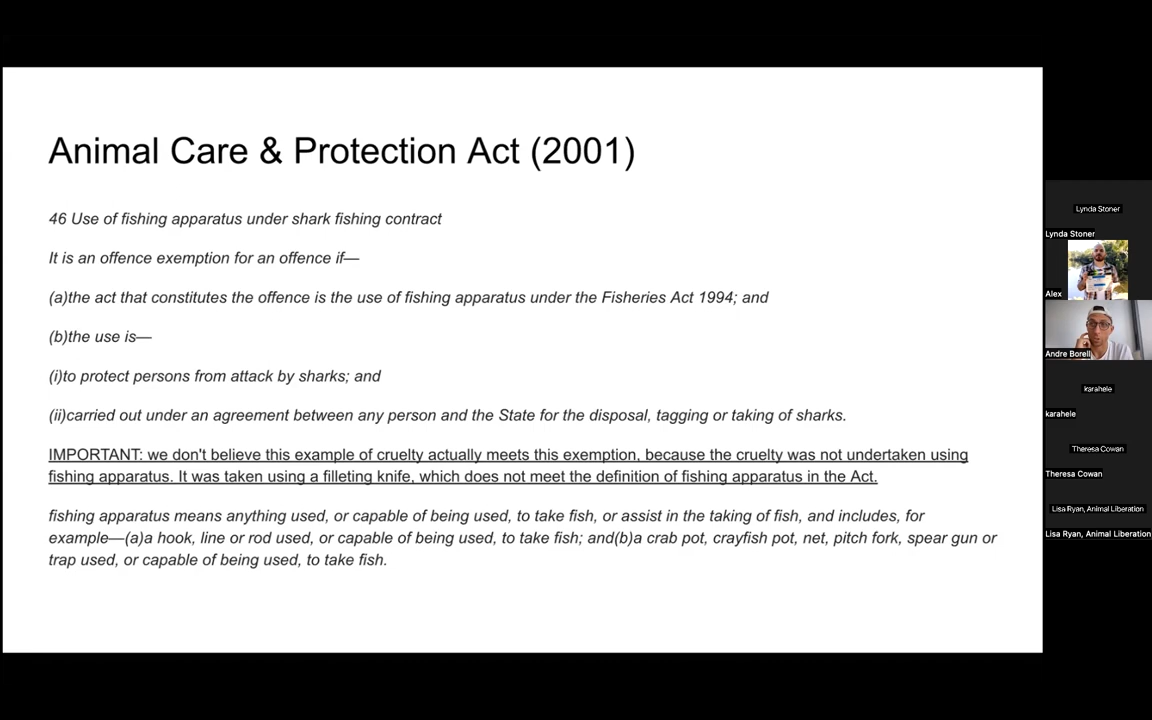 Animal Care & Protection Act (2001)
46 Use of fishing apparatus under shark fishing contract
It is an offence exemption for an offence if—
(a)the act that constitutes the offence is the use of fishing apparatus under the Fisheries Act 1994; and
(b)the use is—
(i)to protect persons from attack by sharks; and
(ii)carried out under an agreement between any person and the State for the disposal, tagging or taking of sharks.
IMPORTANT: we don't believe this example of cruelty actually meets this exemption, because the cruelty was not undertaken using
fishing apparatus. It was taken using a filleting knife, which does not meet the definition of fishing apparatus in the Act.
fishing apparatus means anything used, or capable of being used, to take fish, or assist in the taking of fish, and includes, for
example—(a)a hook, line or rod used, or capable of being used, to take fish; and(b)a crab pot, crayfish pot, net, pitch fork, spear gun or
trap used, or capable of being used, to take fish.
Lynda Stoner
Lynda Stoner
Alex
Andre Borell
karahele
karahele
Theresa Cowan
Theresa Cowan
Lisa Ryan, Animal Liberation
Lisa Ryan, Animal Liberation